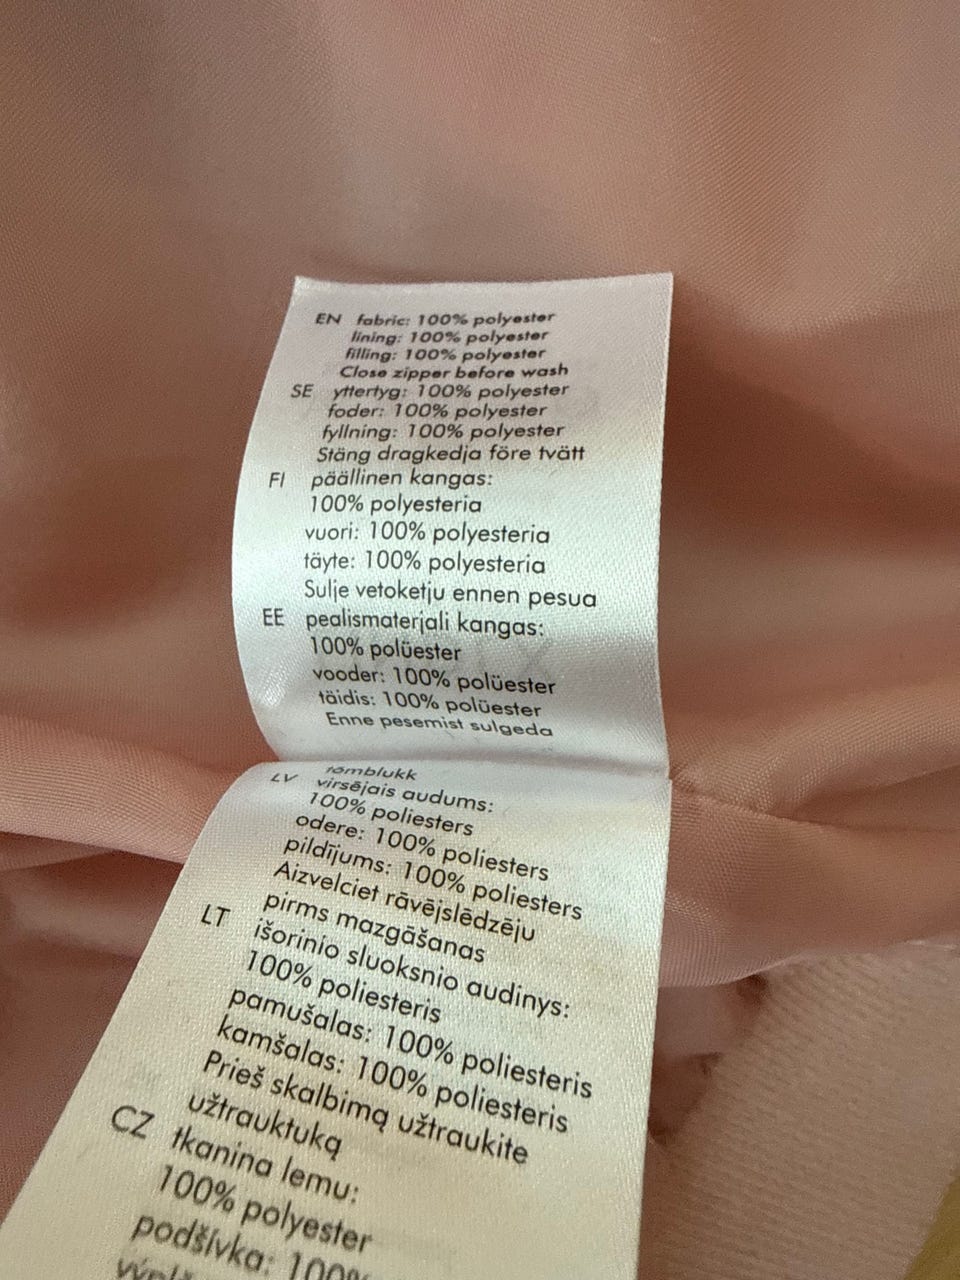 EN fabric: 100% polyester
lining: 100% polyester
filling: 100% polyester
Close zipper before wash
SE yttertyg: 100% polyester
foder: 100% polyester
fyllning: 100% polyester
Stäng dragkedja före tvätt
FI päällinen kangas:
100% polyesteria
vuori: 100% polyesteria
täyte: 100% polyesteria
Sulje vetoketju ennen pesua
EE pealismaterjali kangas:
100% polüester
vooder: 100% polüester
täidis: 100% polüester
Enne pesemist sulgeda
tõmblukk
LV virsējais audums:
100% poliesters
odere: 100% poliesters
pildījums: 100% poliesters
Aizvelciet rāvējslēdzēju
pirms mazgāšanas
LT išorinio sluoksnio audinys:
100% poliesteris
pamušalas: 100% poliesteris
kamšalas: 100% poliesteris
Prieš skalbimą užtraukite
užtrauktuką
CZ tkanina lemu:
100% polyester
podšívka: 100%